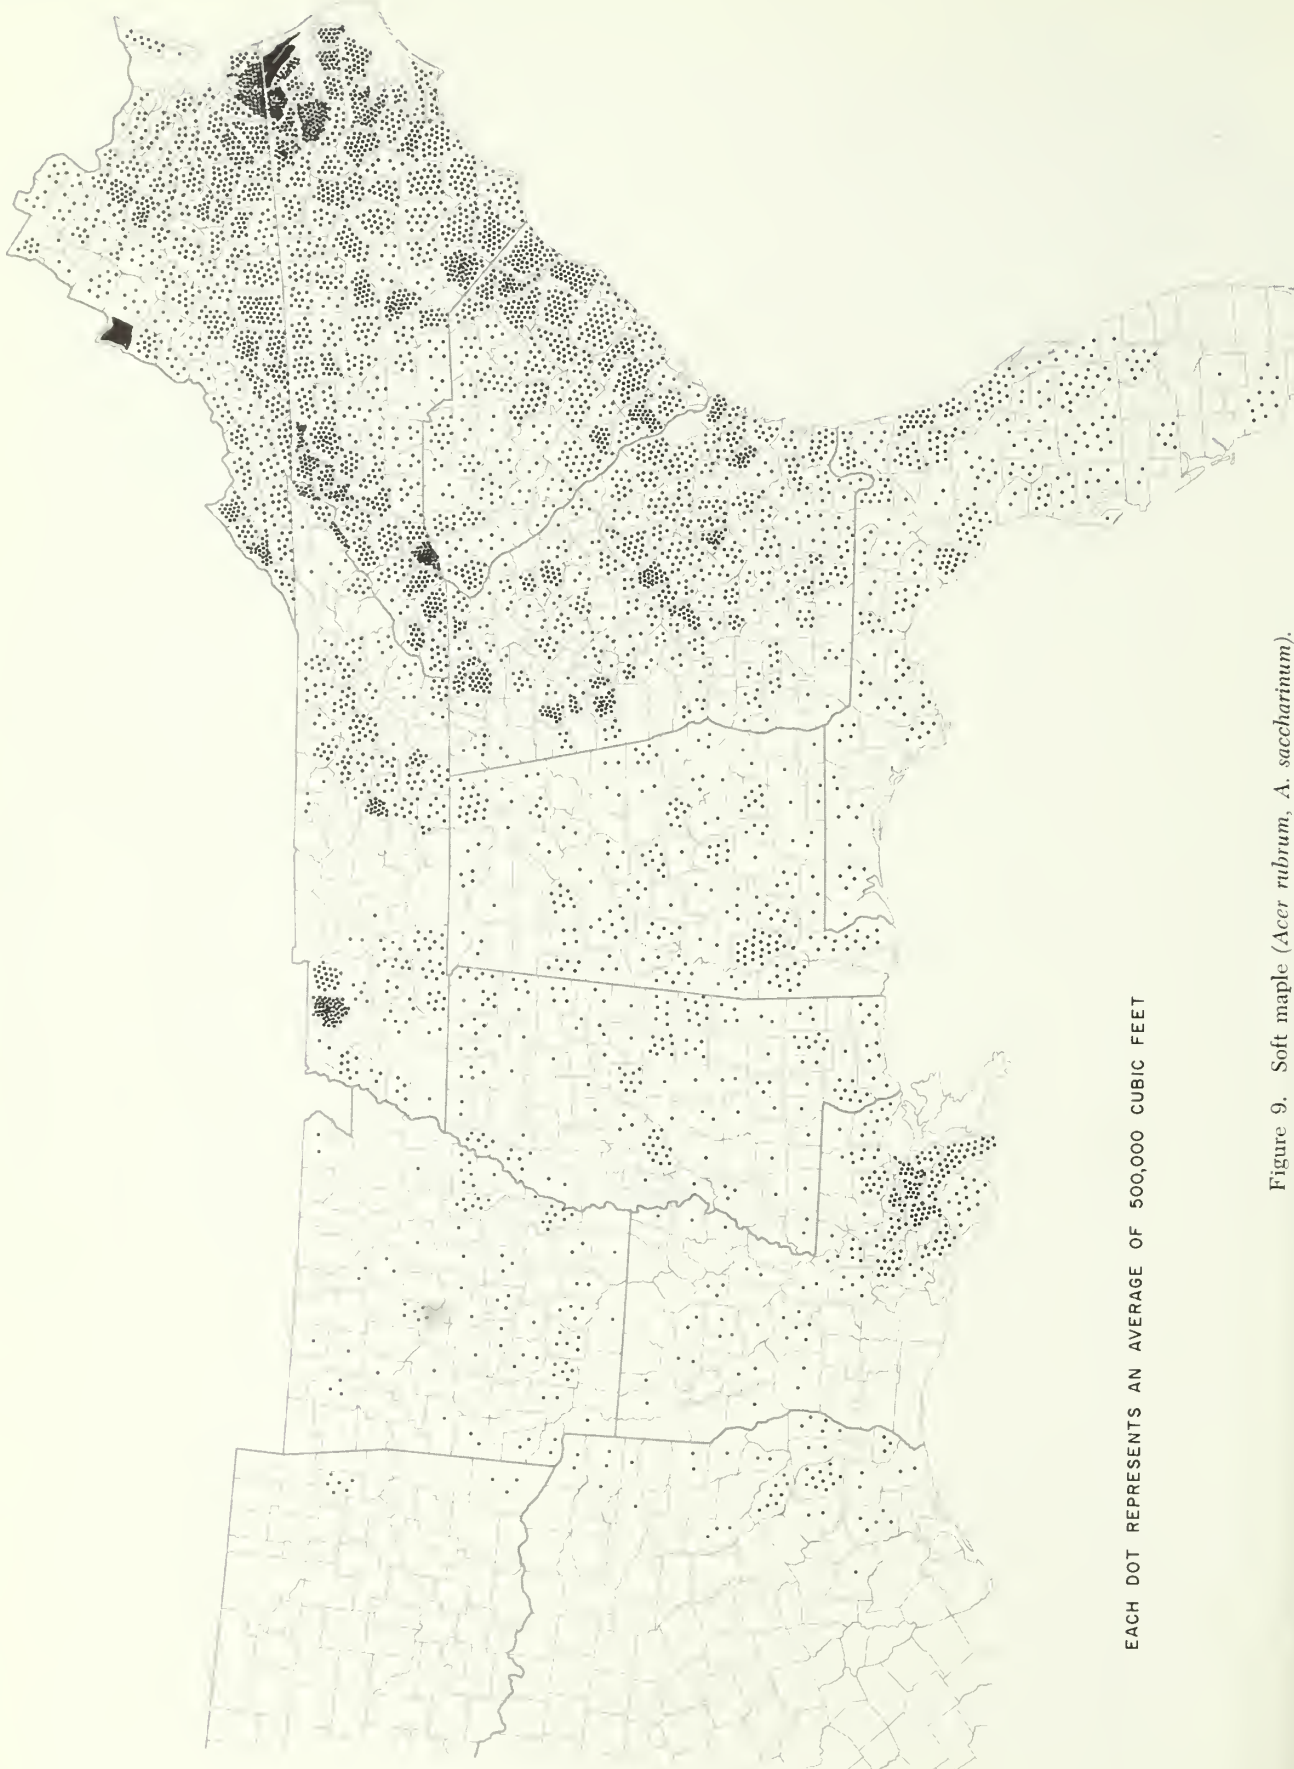 EACH DOT REPRESENTS AN AVERAGE OF 500,000 CUBIC FEET
Figure 9. Soft maple (Acer rubrum, A. saccharinum).